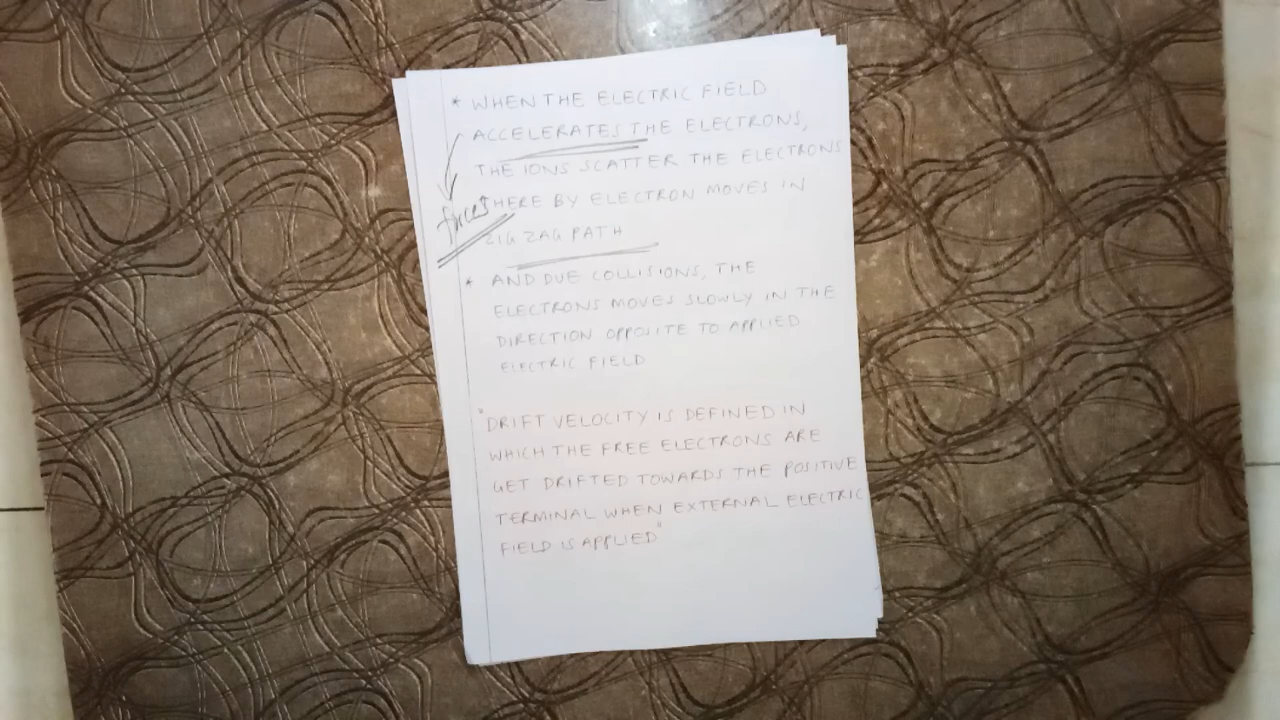 * WHEN THE ELECTRIC FIELD
ACCELERATES THE ELECTRONS,
THE IONS SCATTER THE ELECTRONS
forces THERE BY ELECTRON MOVES IN
ZIG ZAG PATH
* AND DUE COLLISIONS, THE
ELECTRONS MOVES SLOWLY IN THE
DIRECTION OPPOSITE TO APPLIED
ELECTRIC FIELD
"DRIFT VELOCITY IS DEFINED IN
WHICH THE FREE ELECTRONS ARE
GET DRIFTED TOWARDS THE POSITIVE
TERMINAL WHEN EXTERNAL ELECTRIC
FIELD IS APPLIED"